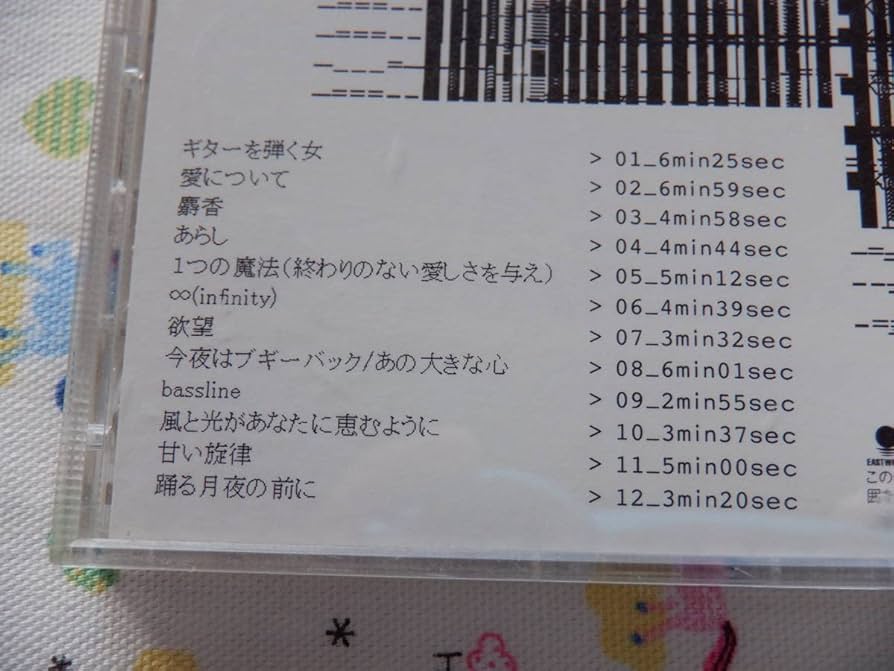 ギターを弾く女 > 01_6min25sec
愛について > 02_6min59sec
麝香 > 03_4min58sec
あらし > 04_4min44sec
1つの魔法(終わりのない愛しさを与え) > 05_5min12sec
∞(infinity) > 06_4min39sec
欲望 > 07_3min32sec
今夜はブギーバック/あの大きな心 > 08_6min01sec
bassline > 09_2min55sec
風と光があなたに恵むように > 10_3min37sec
甘い旋律 > 11_5min00sec
踊る月夜の前に > 12_3min20sec
EASTW
この